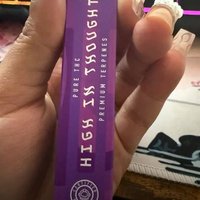 HIGH IN THOUGHT
PURE THC
PREMIUM TERPENES